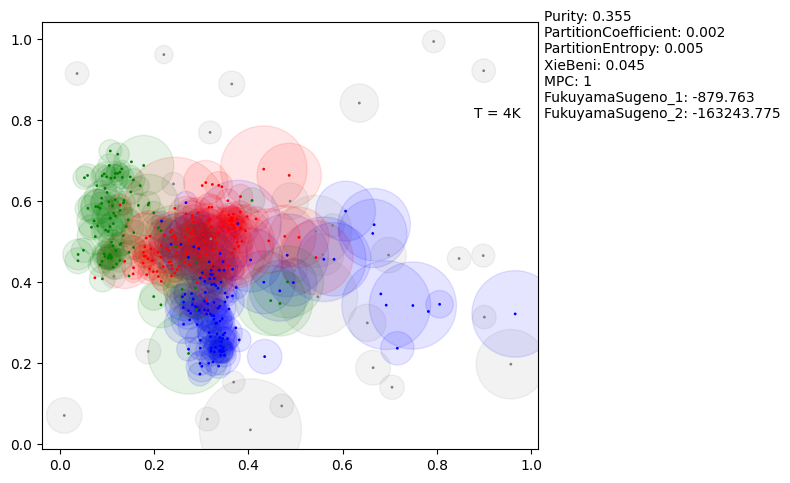 Purity: 0.355
PartitionCoefficient: 0.002
PartitionEntropy: 0.005
XieBeni: 0.045
MPC: 1
FukuyamaSugeno_1: -879.763
FukuyamaSugeno_2: -163243.775
T = 4K
1.0
0.8
0.6
0.4
0.2
0.0
0.0 0.2 0.4 0.6 0.8 1.0